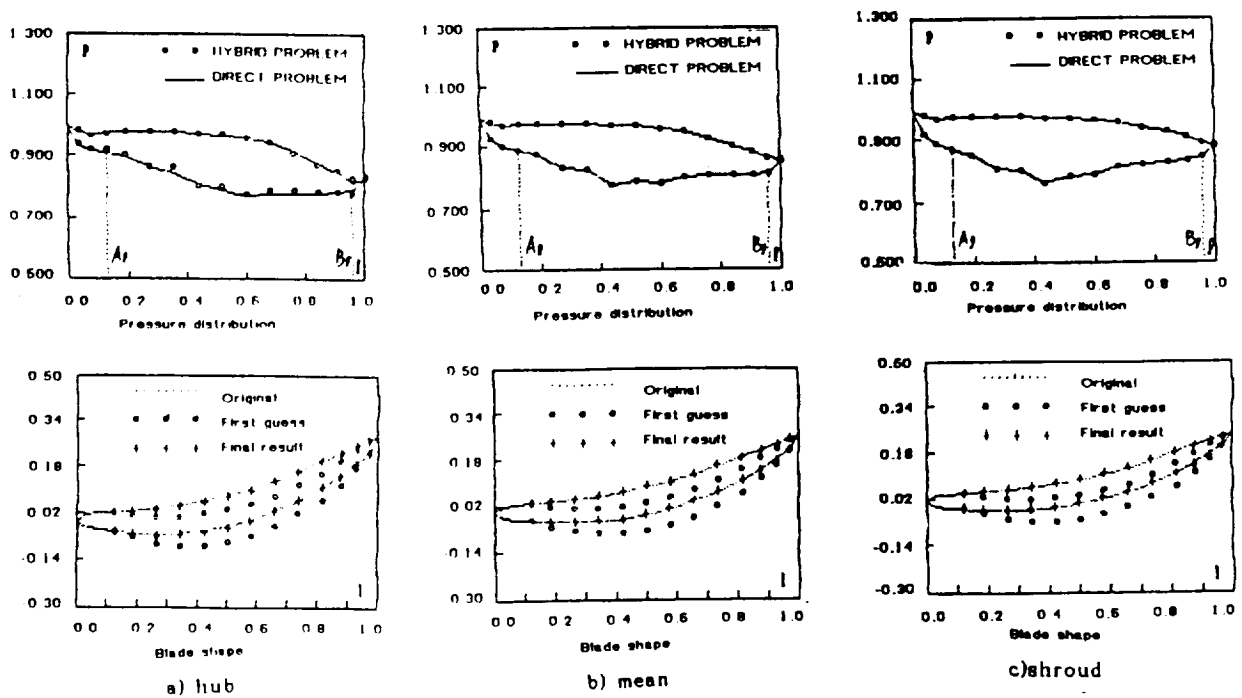 1 300
P
HYBRID PROBLEM
DIRECT PROBLEM
1.100
0.900
0.700
0 500
A
B
0.0 0.2 0.4 0.6 0.8 1.0
Pressure distribution
1.300
P
HYBRID PROBLEM
DIRECT PROBLEM
1.100
0.900
0.700
0.500
A
B
0.0 0.2 0.4 0.6 0.8 1.0
Pressure distribution
1.300
P
HYBRID PROBLEM
DIRECT PROBLEM
1.100
0.900
0.700
A
B
0.0 0.2 0.4 0.6 0.8 1.0
Pressure distribution
0 50
Original
0 34
First guess
Final result
0 18
0 02
-0 14
-0 30
l
0.0 0.2 0.4 0.6 0.8 1.0
Blade shape
a) hub
0.50
Original
0 34
First guess
Final result
0.18
0 02
-0 14
-0 30
l
0.0 0.2 0.4 0.6 0.8 1.0
Blade shape
b) mean
0.60
Original
0.34
First guess
Final result
0.18
0.02
-0.14
-0.30
l
0.0 0.2 0.4 0.6 0.8 1.0
Blade shape
c)shroud